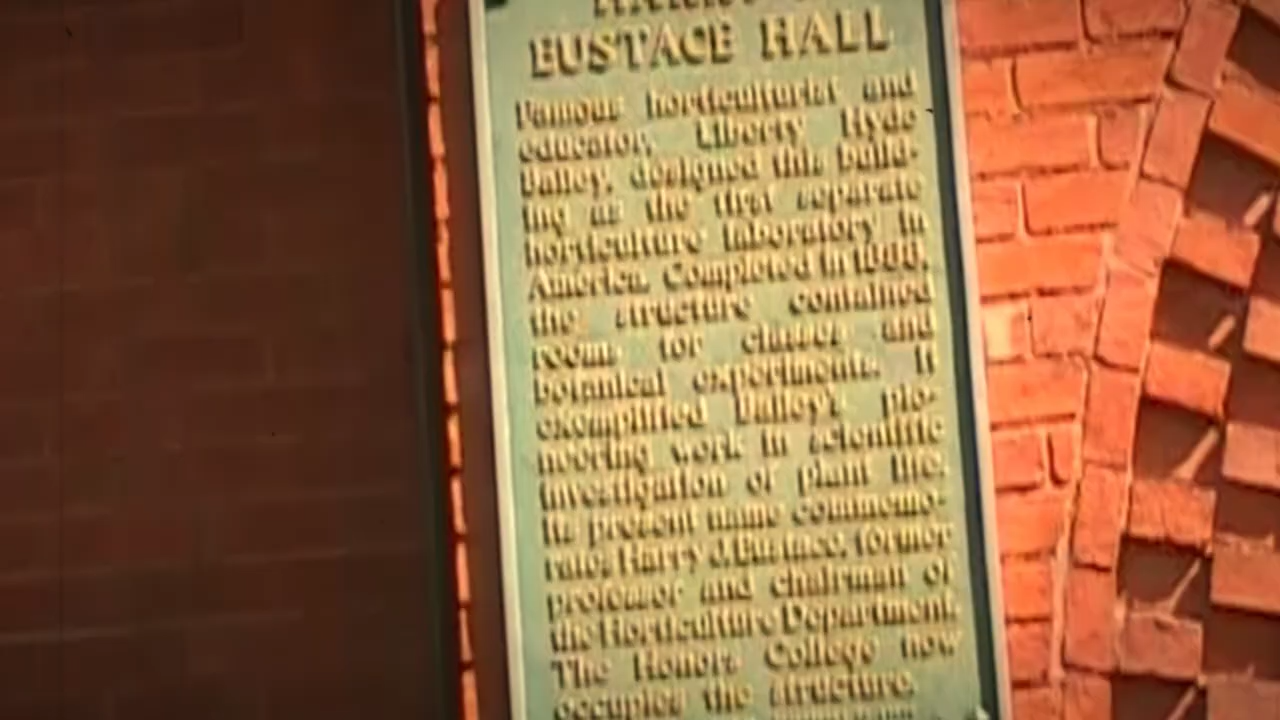 EUSTACE HALL
Famous horticulturist and
educator, Liberty Hyde
Bailey, designed this build-
ing as the first separate
horticulture laboratory in
America. Completed in 1888,
the structure contained
rooms for classes and
botanical experiments. It
exemplified Bailey's pio-
neering work in scientific
investigation of plant life.
Its present name commemo-
rates Harry J. Eustace, former
professor and chairman of
the Horticulture Department.
The Honors College now
occupies the structure.